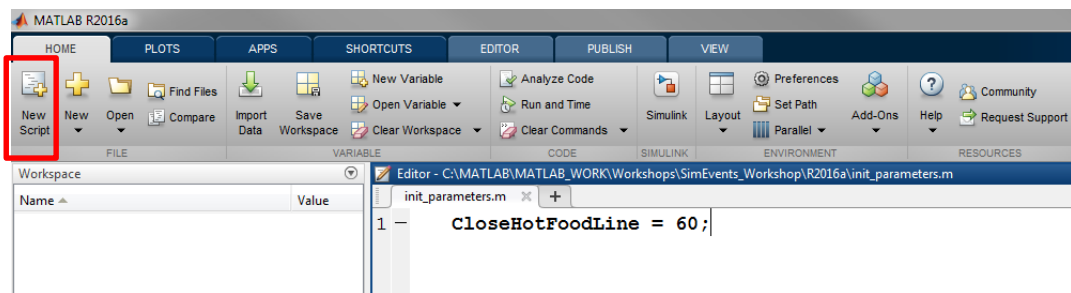 MATLAB R2016a
HOME PLOTS APPS SHORTCUTS EDITOR PUBLISH VIEW
New Script
New
Open
Find Files
Compare
FILE
Import Data
Save Workspace
New Variable
Open Variable
Clear Workspace
VARIABLE
Analyze Code
Run and Time
Clear Commands
CODE
Simulink
SIMULINK
Layout
Preferences
Set Path
Parallel
Add-Ons
ENVIRONMENT
Help
Community
Request Support
RESOURCES
Workspace
Name Value
Editor - C:\MATLAB\MATLAB_WORK\Workshops\SimEvents_Workshop\R2016a\init_parameters.m
init_parameters.m
1 CloseHotFoodLine = 60;